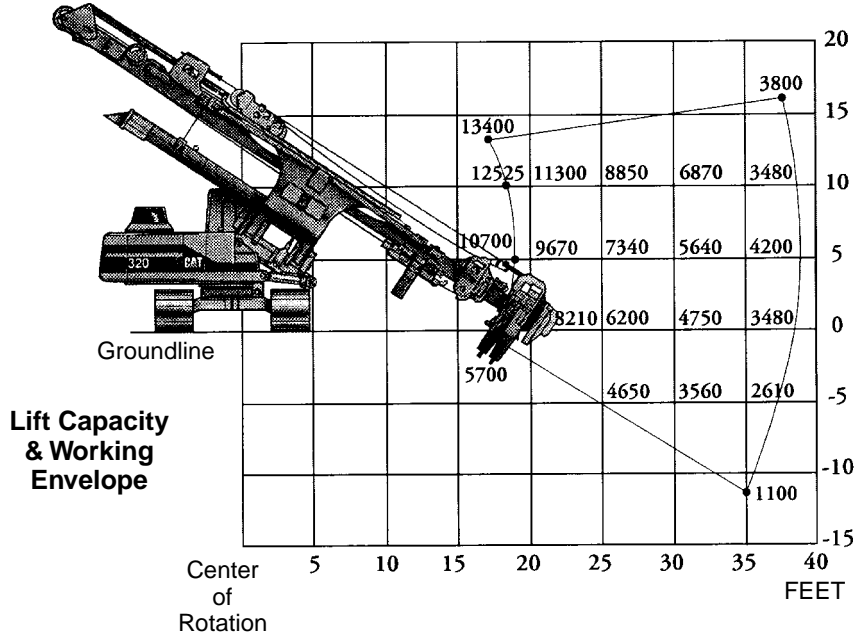 20
3800
15
13400
12525 11300 8850 6870 3480
10
10700 9670 7340 5640 4200
5
320 CAT
8210 6200 4750 3480
0
Groundline
5700
4650 3560 2610
-5
Lift Capacity
& Working
Envelope
-10
1100
-15
5 10 15 20 25 30 35 40
Center
of
Rotation
FEET